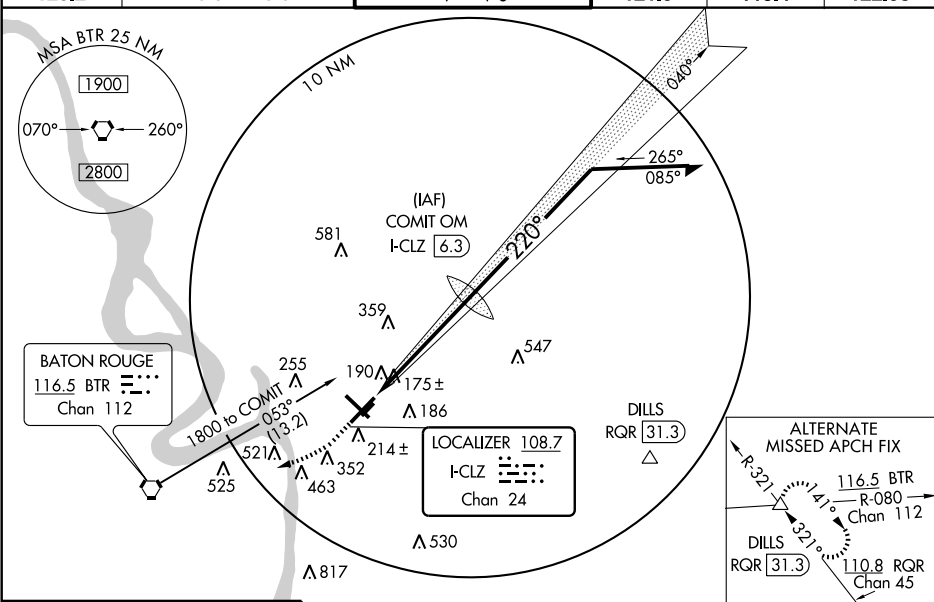 MSA BTR 25 NM
1900
070°
260°
2800
10 NM
040°
265°
085°
220°
(IAF)
COMIT OM
I-CLZ 6.3
581
359
547
190
175 ±
186
255
BATON ROUGE
116.5 BTR
Chan 112
1800 to COMIT
053°
(13.2)
521
525
463
352
214 ±
LOCALIZER 108.7
I-CLZ
Chan 24
DILLS
RQR 31.3
530
817
ALTERNATE
MISSED APCH FIX
R-321
141°
321°
116.5 BTR
R-080
Chan 112
DILLS
RQR 31.3
110.8 RQR
Chan 45